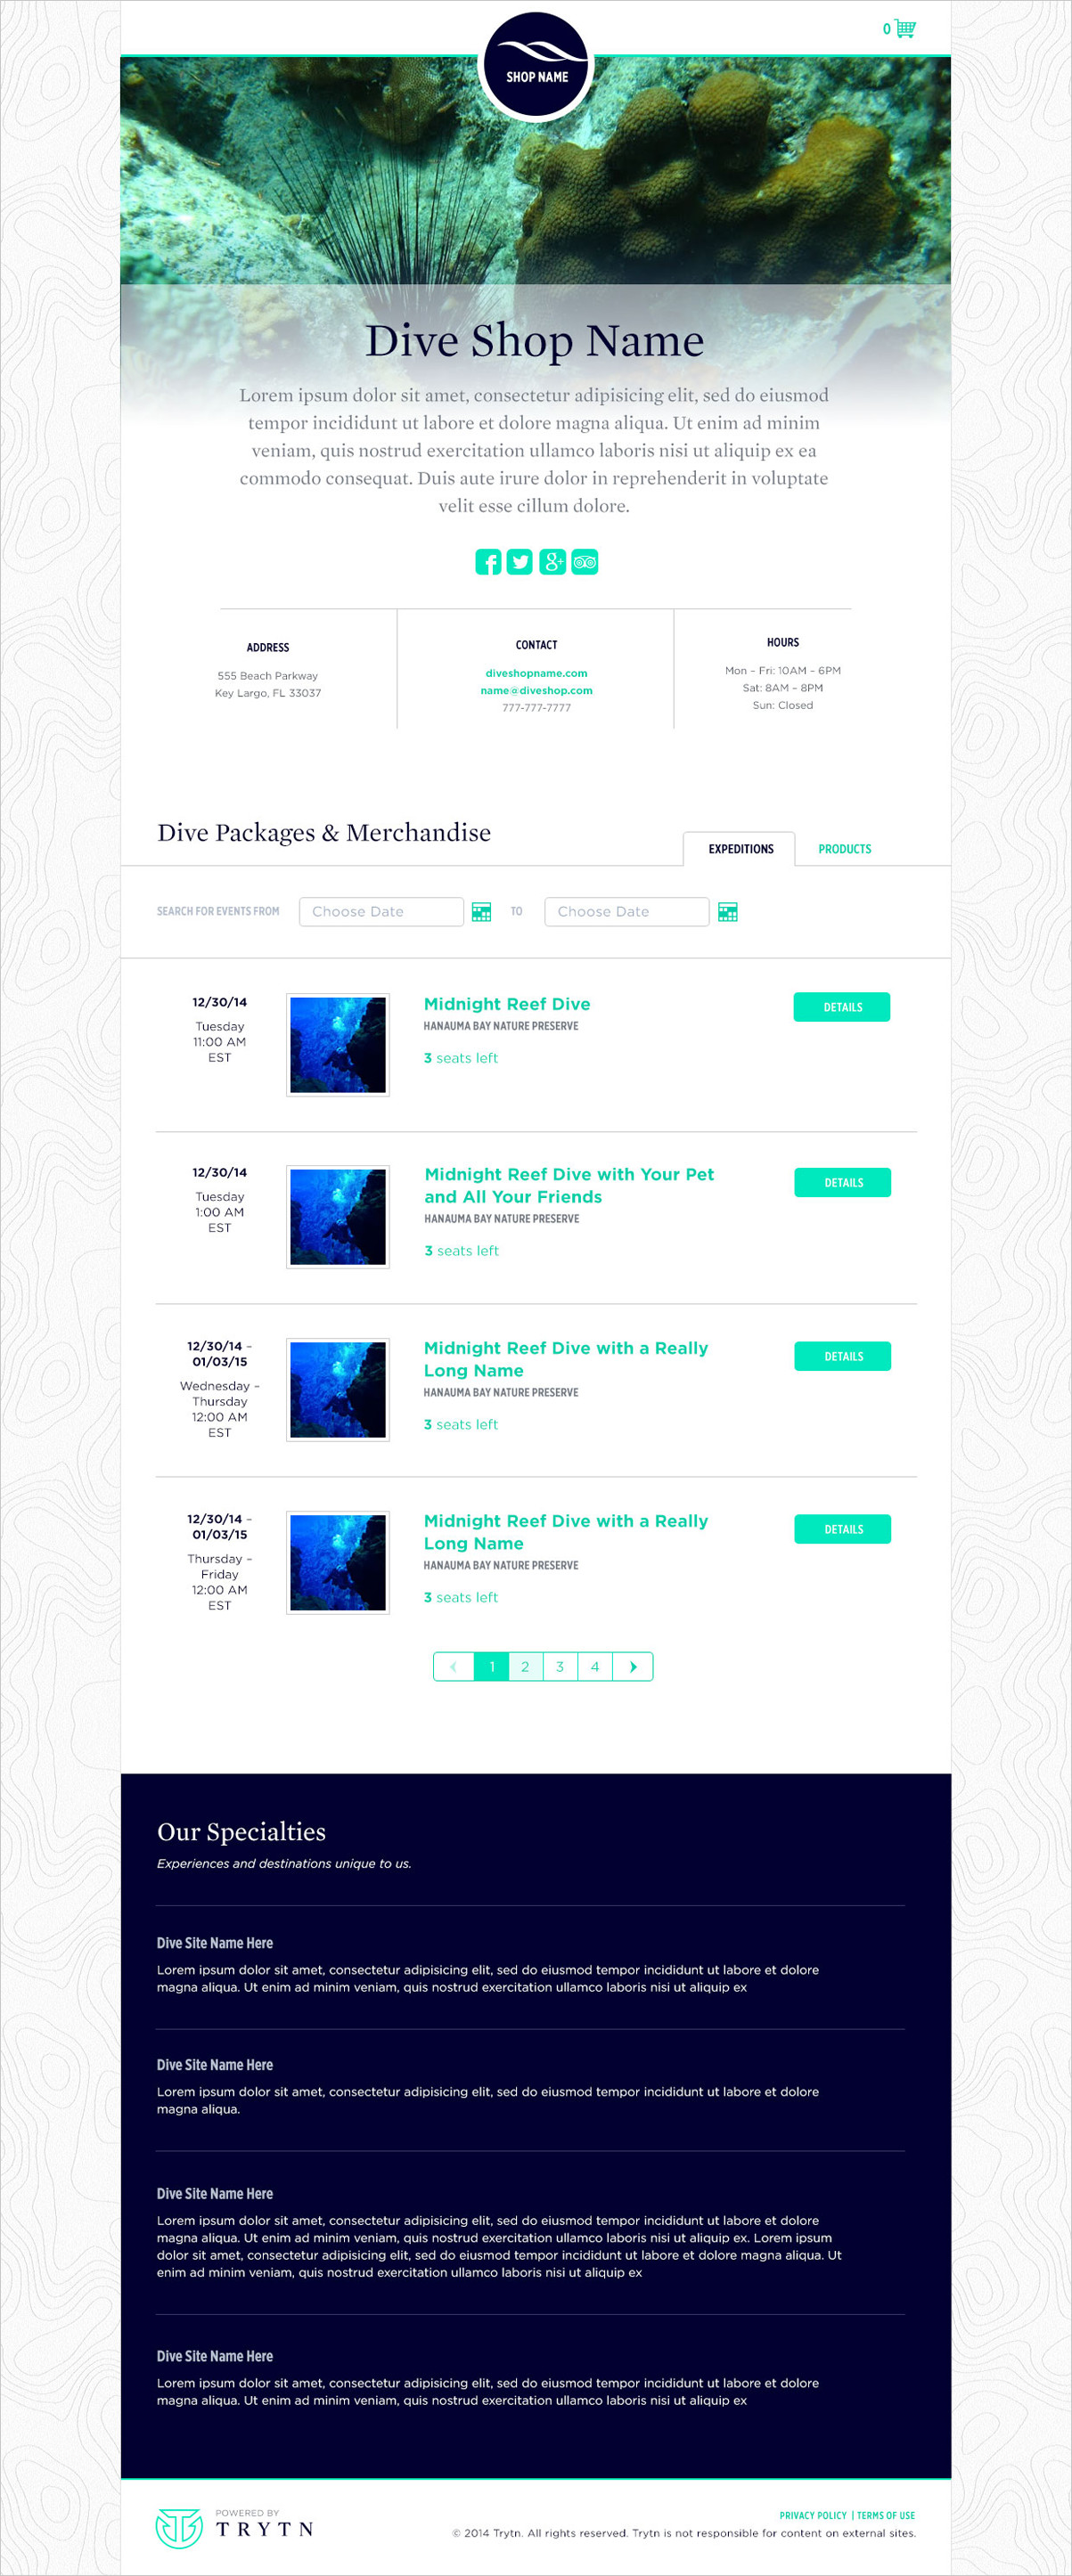 0
SHOP NAME
Dive Shop Name
Lorem ipsum dolor sit amet, consectetur adipisicing elit, sed do eiusmod
tempor incididunt ut labore et dolore magna aliqua. Ut enim ad minim
veniam, quis nostrud exercitation ullamco laboris nisi ut aliquip ex ea
commodo consequat. Duis aute irure dolor in reprehenderit in voluptate
velit esse cillum dolore.
ADDRESS
555 Beach Parkway
Key Largo, FL 33037
CONTACT
diveshopname.com
name@diveshop.com
777-777-7777
HOURS
Mon – Fri: 10AM – 6PM
Sat: 8AM – 8PM
Sun: Closed
Dive Packages & Merchandise
EXPEDITIONS
PRODUCTS
SEARCH FOR EVENTS FROM
Choose Date
TO
Choose Date
12/30/14
Tuesday
11:00 AM
EST
Midnight Reef Dive
HANAUMA BAY NATURE PRESERVE
3 seats left
DETAILS
12/30/14
Tuesday
1:00 AM
EST
Midnight Reef Dive with Your Pet
and All Your Friends
HANAUMA BAY NATURE PRESERVE
3 seats left
DETAILS
12/30/14 –
01/03/15
Wednesday –
Thursday
12:00 AM
EST
Midnight Reef Dive with a Really
Long Name
HANAUMA BAY NATURE PRESERVE
3 seats left
DETAILS
12/30/14 –
01/03/15
Thursday –
Friday
12:00 AM
EST
Midnight Reef Dive with a Really
Long Name
HANAUMA BAY NATURE PRESERVE
3 seats left
DETAILS
1 2 3 4
Our Specialties
Experiences and destinations unique to us.
Dive Site Name Here
Lorem ipsum dolor sit amet, consectetur adipisicing elit, sed do eiusmod tempor incididunt ut labore et dolore
magna aliqua. Ut enim ad minim veniam, quis nostrud exercitation ullamco laboris nisi ut aliquip ex
Dive Site Name Here
Lorem ipsum dolor sit amet, consectetur adipisicing elit, sed do eiusmod tempor incididunt ut labore et dolore
magna aliqua.
Dive Site Name Here
Lorem ipsum dolor sit amet, consectetur adipisicing elit, sed do eiusmod tempor incididunt ut labore et dolore
magna aliqua. Ut enim ad minim veniam, quis nostrud exercitation ullamco laboris nisi ut aliquip ex. Lorem ipsum
dolor sit amet, consectetur adipisicing elit, sed do eiusmod tempor incididunt ut labore et dolore magna aliqua. Ut
enim ad minim veniam, quis nostrud exercitation ullamco laboris nisi ut aliquip ex
Dive Site Name Here
Lorem ipsum dolor sit amet, consectetur adipisicing elit, sed do eiusmod tempor incididunt ut labore et dolore
magna aliqua. Ut enim ad minim veniam, quis nostrud exercitation ullamco laboris nisi ut aliquip ex
POWERED BY
TRYTN
PRIVACY POLICY | TERMS OF USE
© 2014 Trytn. All rights reserved. Trytn is not responsible for content on external sites.